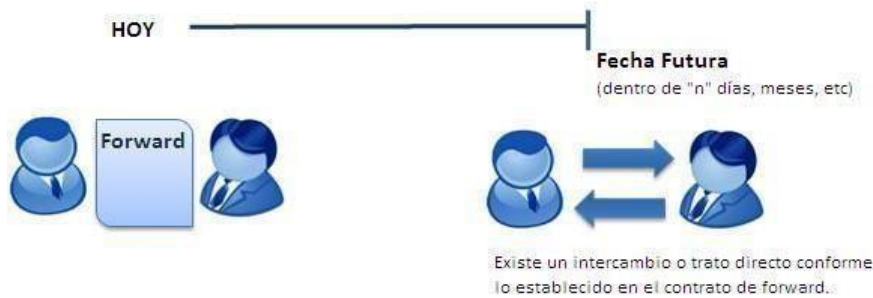 HOY
Fecha Futura
(dentro de "n" días, meses, etc)
Forward
Existe un intercambio o trato directo conforme
lo establecido en el contrato de forward.